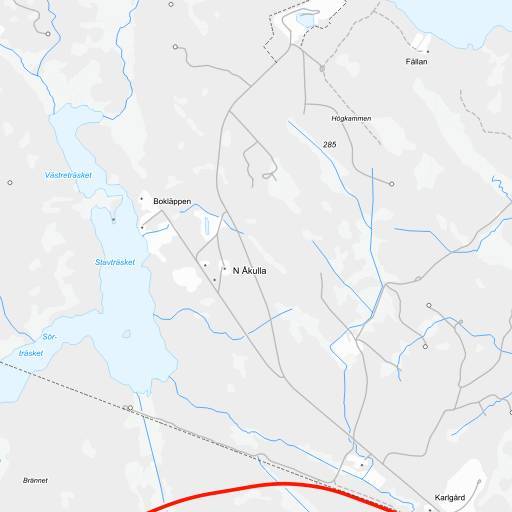 Fällan
Högkammen
285
Västreträsket
Bokläppen
Stavträsket
N Åkulla
Sör-
träsket
Brännet
Karlgård